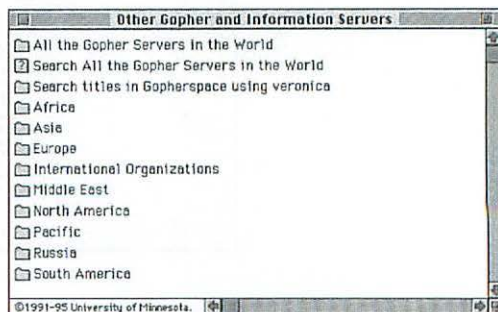 Other Gopher and Information Servers
All the Gopher Servers in the World
? Search All the Gopher Servers in the World
Search titles in Gopherspace using veronica
Africa
Asia
Europe
International Organizations
Middle East
North America
Pacific
Russia
South America
©1991-95 University of Minnesota.